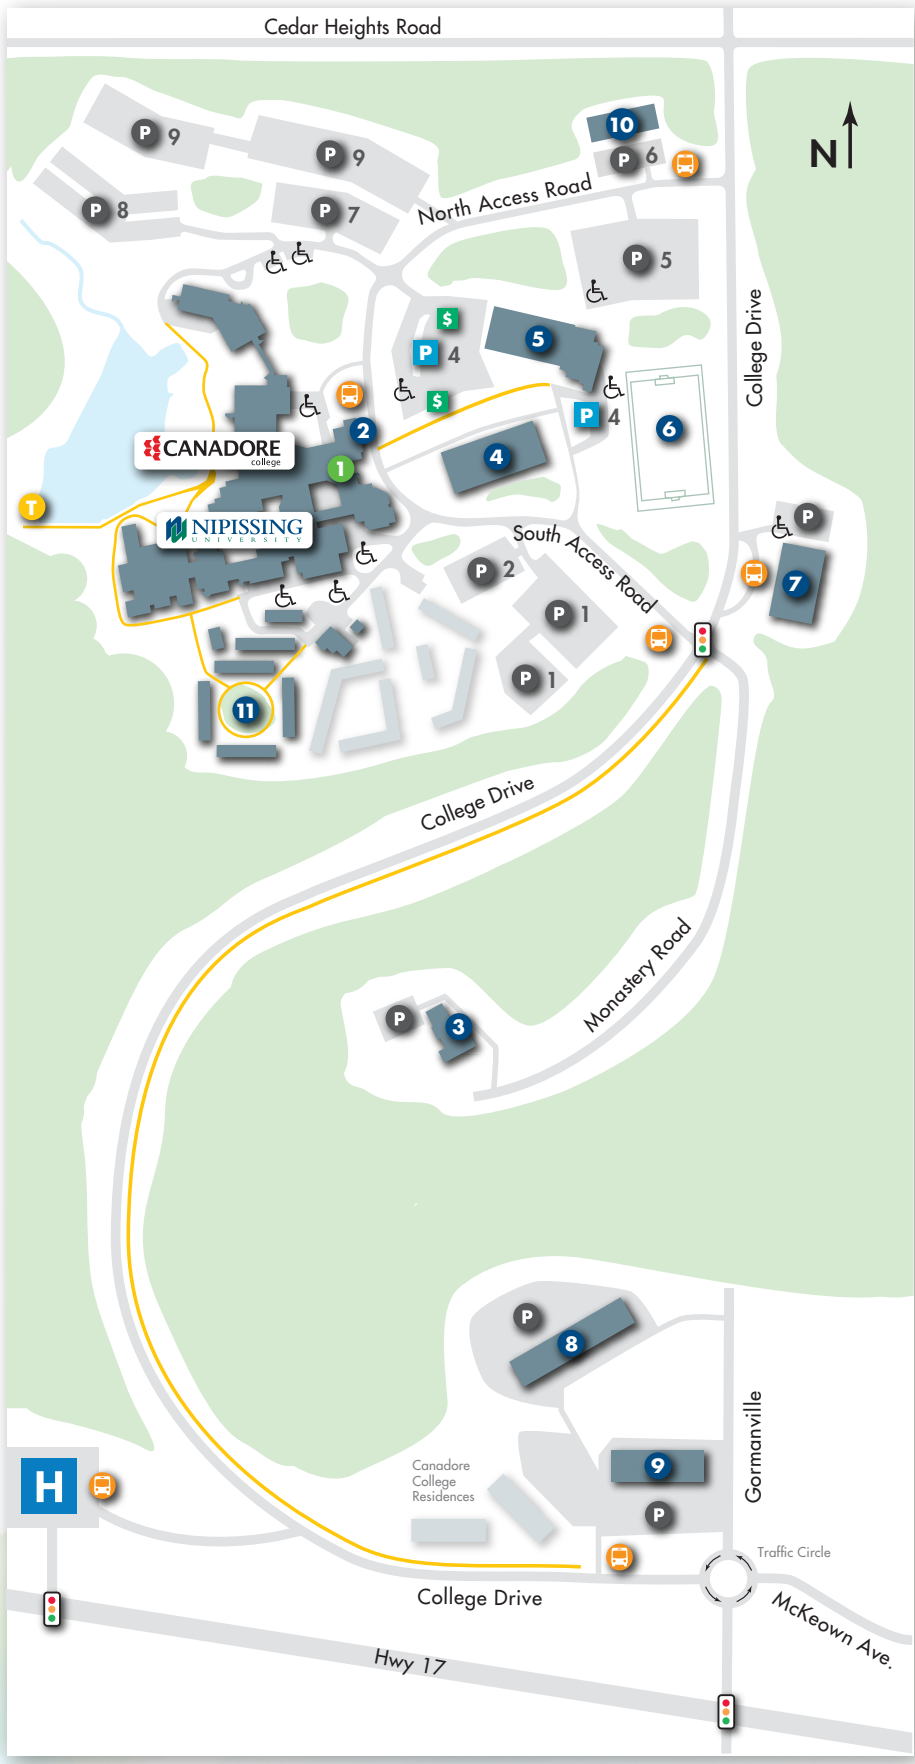 Cedar Heights Road
P 9
P 9
10
P 6
N
P 8
P 7
North Access Road
P 5
College Drive
$
5
P 4
$
P 4
6
2
CANADORE
college
1
4
T
NIPISSING
UNIVERSITY
South Access Road
P
P 2
7
P 1
P 1
11
College Drive
Monastery Road
P
3
P
8
Gormanville
Canadore
College
Residences
9
H
P
Traffic Circle
College Drive
McKeown Ave.
Hwy 17